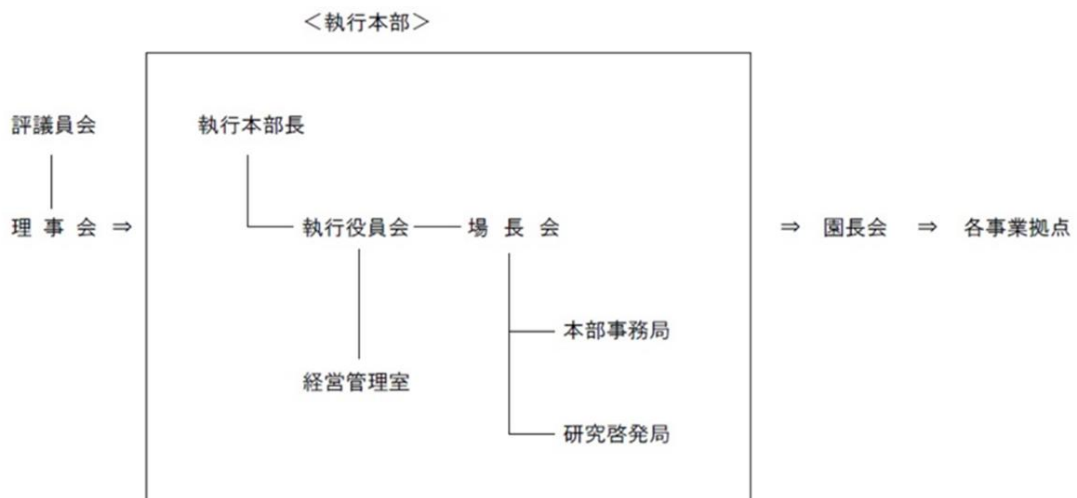 ＜執行本部＞
評議員会
執行本部長
理 事 会 ⇒
執行役員会
場 長 会
⇒ 園長会 ⇒ 各事業拠点
本部事務局
経営管理室
研究啓発局